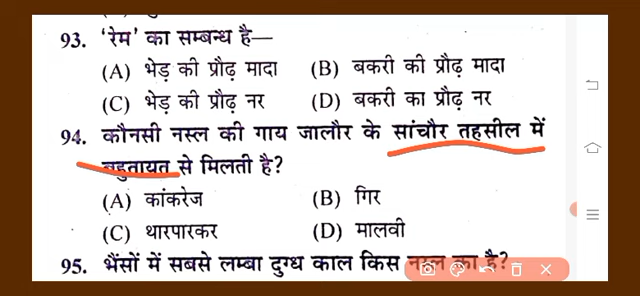 93. ‘रेम’ का सम्बन्ध है—
(A) भेड़ की प्रौढ़ मादा (B) बकरी की प्रौढ़ मादा
(C) भेड़ की प्रौढ़ नर (D) बकरी का प्रौढ़ नर
94. कौनसी नस्ल की गाय जालौर के सांचौर तहसील में
बहुतायत से मिलती है?
(A) कांकरेज (B) गिर
(C) थारपारकर (D) मालवी
95. भैंसों में सबसे लम्बा दुग्ध काल किस नस्ल का है?